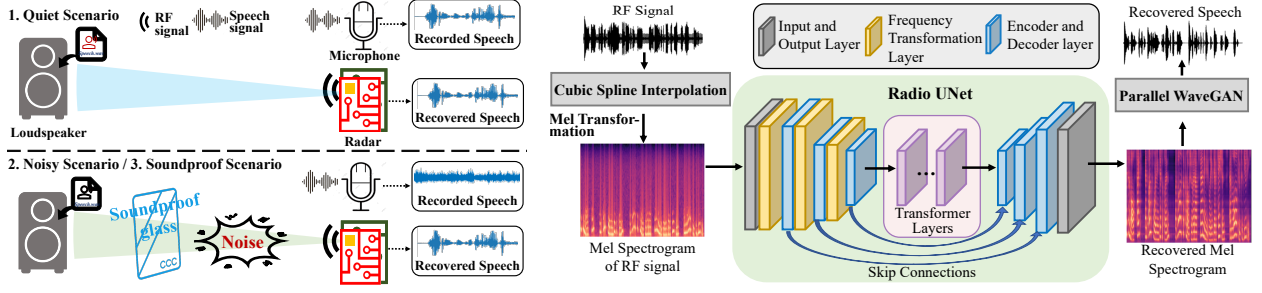 1. Quiet Scenario
RF
signal
Speech
signal
Microphone
Recorded Speech
Recovered Speech
Loudspeaker
Radar
2. Noisy Scenario / 3. Soundproof Scenario
Soundproof
glass
CCC
Noise
Recorded Speech
Recovered Speech
RF Signal
Cubic Spline Interpolation
Mel Transfor-
mation
Mel Spectrogram
of RF signal
Input and
Output Layer
Frequency
Transformation
Layer
Encoder and
Decoder layer
Radio UNet
...
Transformer
Layers
Skip Connections
Recovered Speech
Parallel WaveGAN
Recovered Mel
Spectrogram